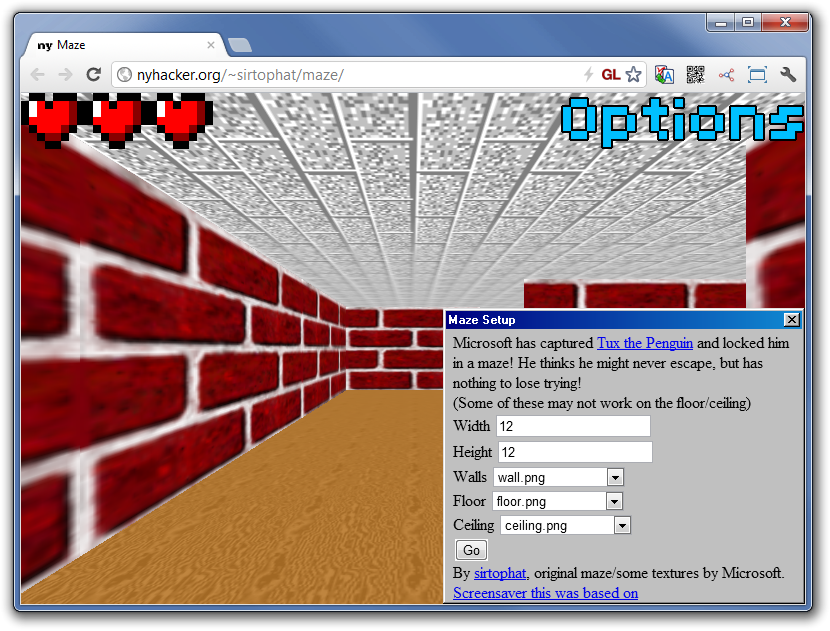 ny Maze
nyhacker.org/~sirtophat/maze/
GL
Options
Maze Setup
Microsoft has captured Tux the Penguin and locked him
in a maze! He thinks he might never escape, but has
nothing to lose trying!
(Some of these may not work on the floor/ceiling)
Width 12
Height 12
Walls wall.png
Floor floor.png
Ceiling ceiling.png
Go
By sirtophat, original maze/some textures by Microsoft.
Screensaver this was based on